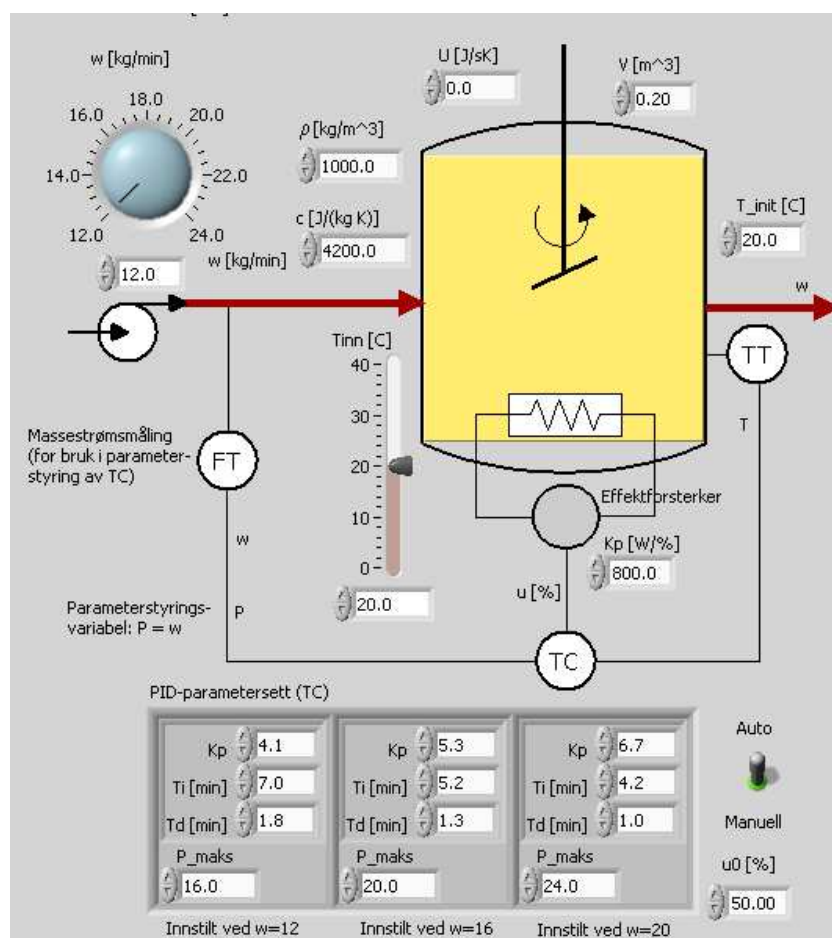 w [kg/min]
18.0
16.0
20.0
14.0
22.0
12.0
24.0
12.0
w [kg/min]
U [J/sK]
0.0
V [m^3]
0.20
ρ [kg/m^3]
1000.0
c [J/(kg K)]
4200.0
T_init [C]
20.0
w
TT
T
Tinn [C]
40
30
20
10
0
20.0
Massestrømsmåling
(for bruk i parameter-
styring av TC)
FT
w
Effektforsterker
Kp [W/%]
800.0
u [%]
Parameterstyrings-
variabel: P = w
P
TC
PID-parametersett (TC)
Kp 4.1
Ti [min] 7.0
Td [min] 1.8
P_maks
16.0
Innstilt ved w=12
Kp 5.3
Ti [min] 5.2
Td [min] 1.3
P_maks
20.0
Innstilt ved w=16
Kp 6.7
Ti [min] 4.2
Td [min] 1.0
P_maks
24.0
Innstilt ved w=20
Auto
Manuell
u0 [%]
50.00